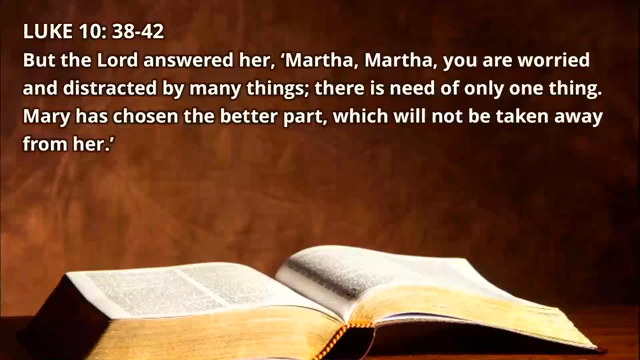 LUKE 10: 38-42
But the Lord answered her, ‘Martha, Martha, you are worried
and distracted by many things; there is need of only one thing.
Mary has chosen the better part, which will not be taken away
from her.’